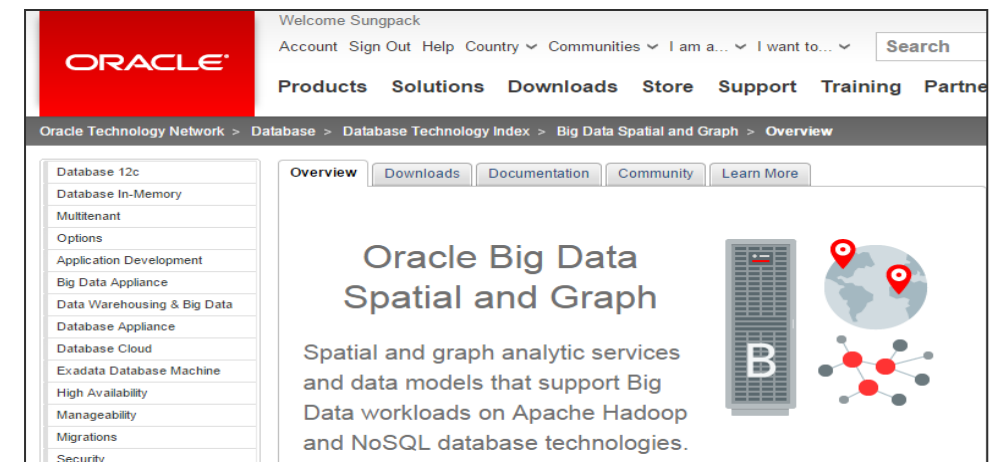 Welcome Sungpack
Account Sign Out Help Country Communities I am a... I want to... Search
ORACLE
Products Solutions Downloads Store Support Training Partne
Oracle Technology Network > Database > Database Technology Index > Big Data Spatial and Graph > Overview
Overview Downloads Documentation Community Learn More
Database 12c
Database In-Memory
Multitenant
Options
Application Development
Big Data Appliance
Data Warehousing & Big Data
Database Appliance
Database Cloud
Exadata Database Machine
High Availability
Manageability
Migrations
Security
Oracle Big Data
Spatial and Graph
Spatial and graph analytic services
and data models that support Big
Data workloads on Apache Hadoop
and NoSQL database technologies.
B